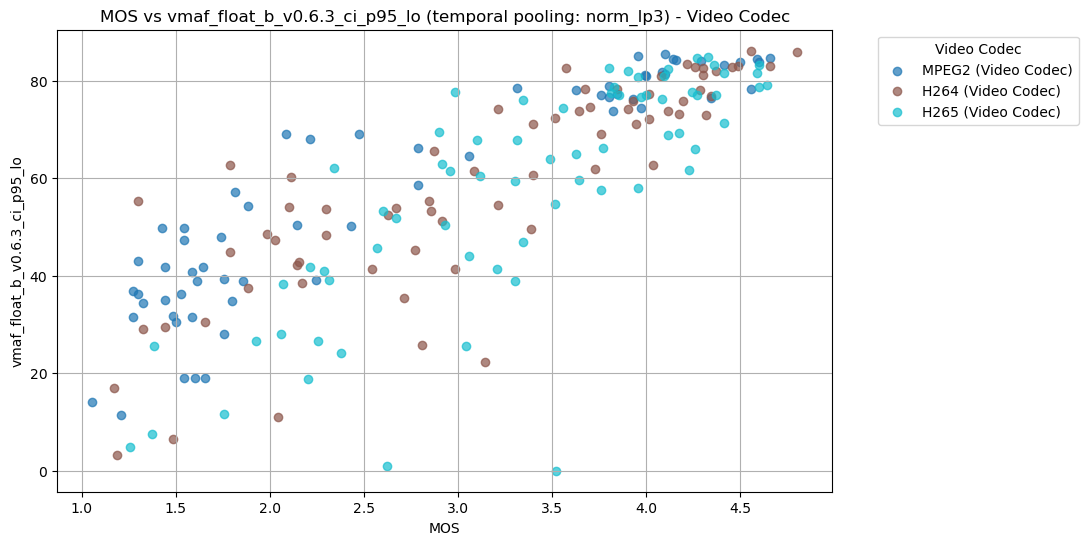 MOS vs vmaf_float_b_v0.6.3_ci_p95_lo (temporal pooling: norm_lp3) - Video Codec
Video Codec
MPEG2 (Video Codec)
H264 (Video Codec)
H265 (Video Codec)
vmaf_float_b_v0.6.3_ci_p95_lo
80
60
40
20
0
1.0 1.5 2.0 2.5 3.0 3.5 4.0 4.5
MOS